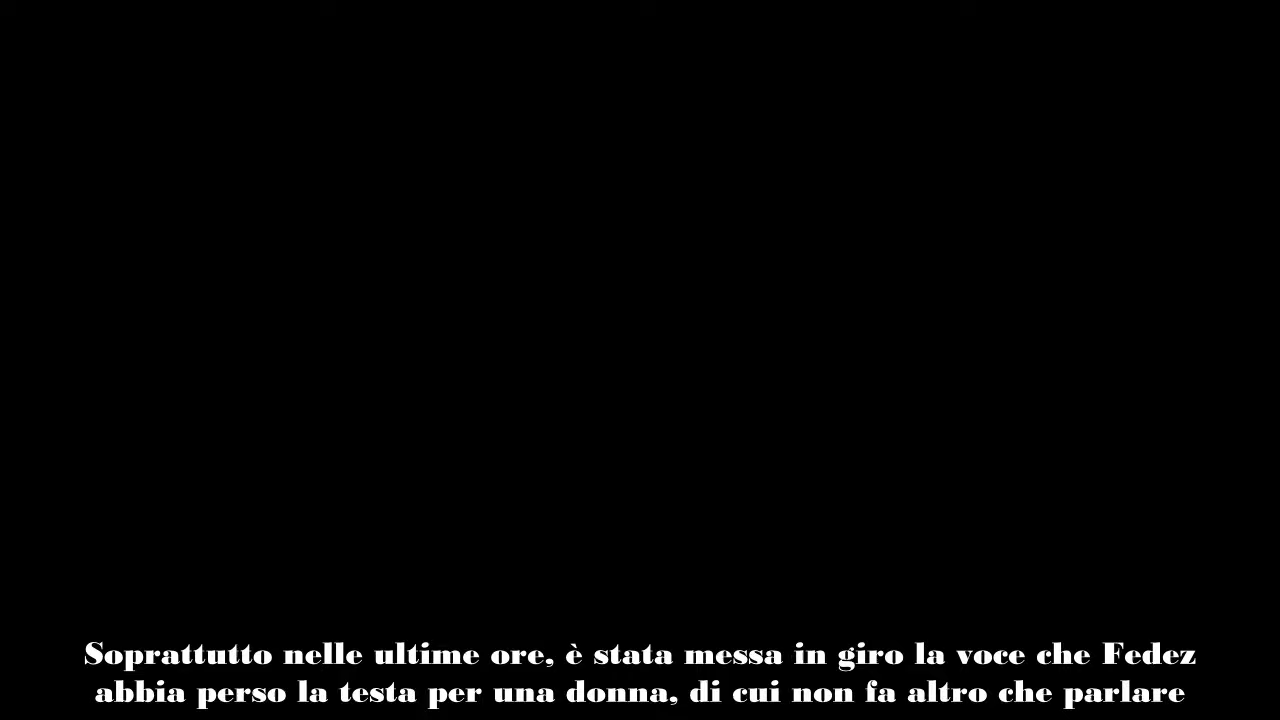 Soprattutto nelle ultime ore, è stata messa in giro la voce che Fedez
abbia perso la testa per una donna, di cui non fa altro che parlare